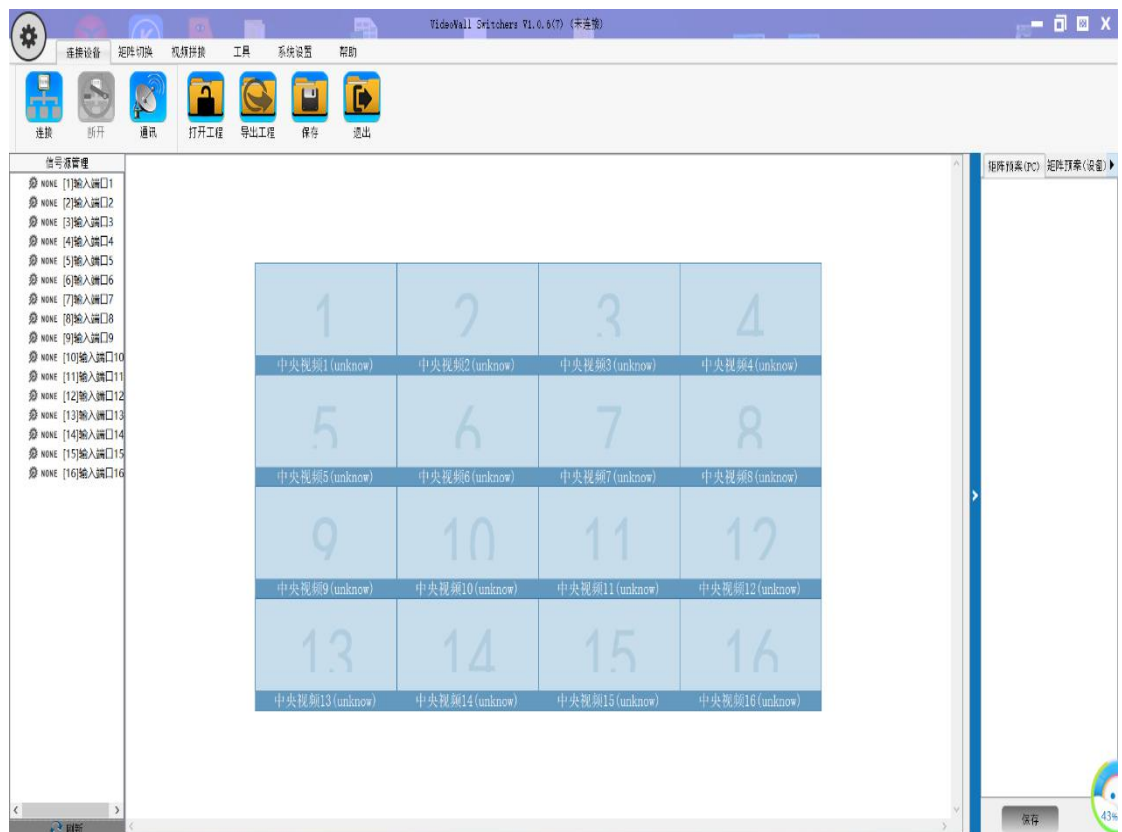 VideoWall Switchers V1.0.6(7) (未连接)
连接设备 矩阵切换 视频拼接 工具 系统设置 帮助
连接 断开 通讯 打开工程 导出工程 保存 退出
信号源管理
矩阵预案(PC) 矩阵预案(设备)
NONE [1]输入端口1
NONE [2]输入端口2
NONE [3]输入端口3
NONE [4]输入端口4
NONE [5]输入端口5
NONE [6]输入端口6
NONE [7]输入端口7
NONE [8]输入端口8
NONE [9]输入端口9
NONE [10]输入端口10
NONE [11]输入端口11
NONE [12]输入端口12
NONE [13]输入端口13
NONE [14]输入端口14
NONE [15]输入端口15
NONE [16]输入端口16
1 2 3 4
中央视频1(unknow) 中央视频2(unknow) 中央视频3(unknow) 中央视频4(unknow)
5 6 7 8
中央视频5(unknow) 中央视频6(unknow) 中央视频7(unknow) 中央视频8(unknow)
9 10 11 12
中央视频9(unknow) 中央视频10(unknow) 中央视频11(unknow) 中央视频12(unknow)
13 14 15 16
中央视频13(unknow) 中央视频14(unknow) 中央视频15(unknow) 中央视频16(unknow)
刷新
保存
43%